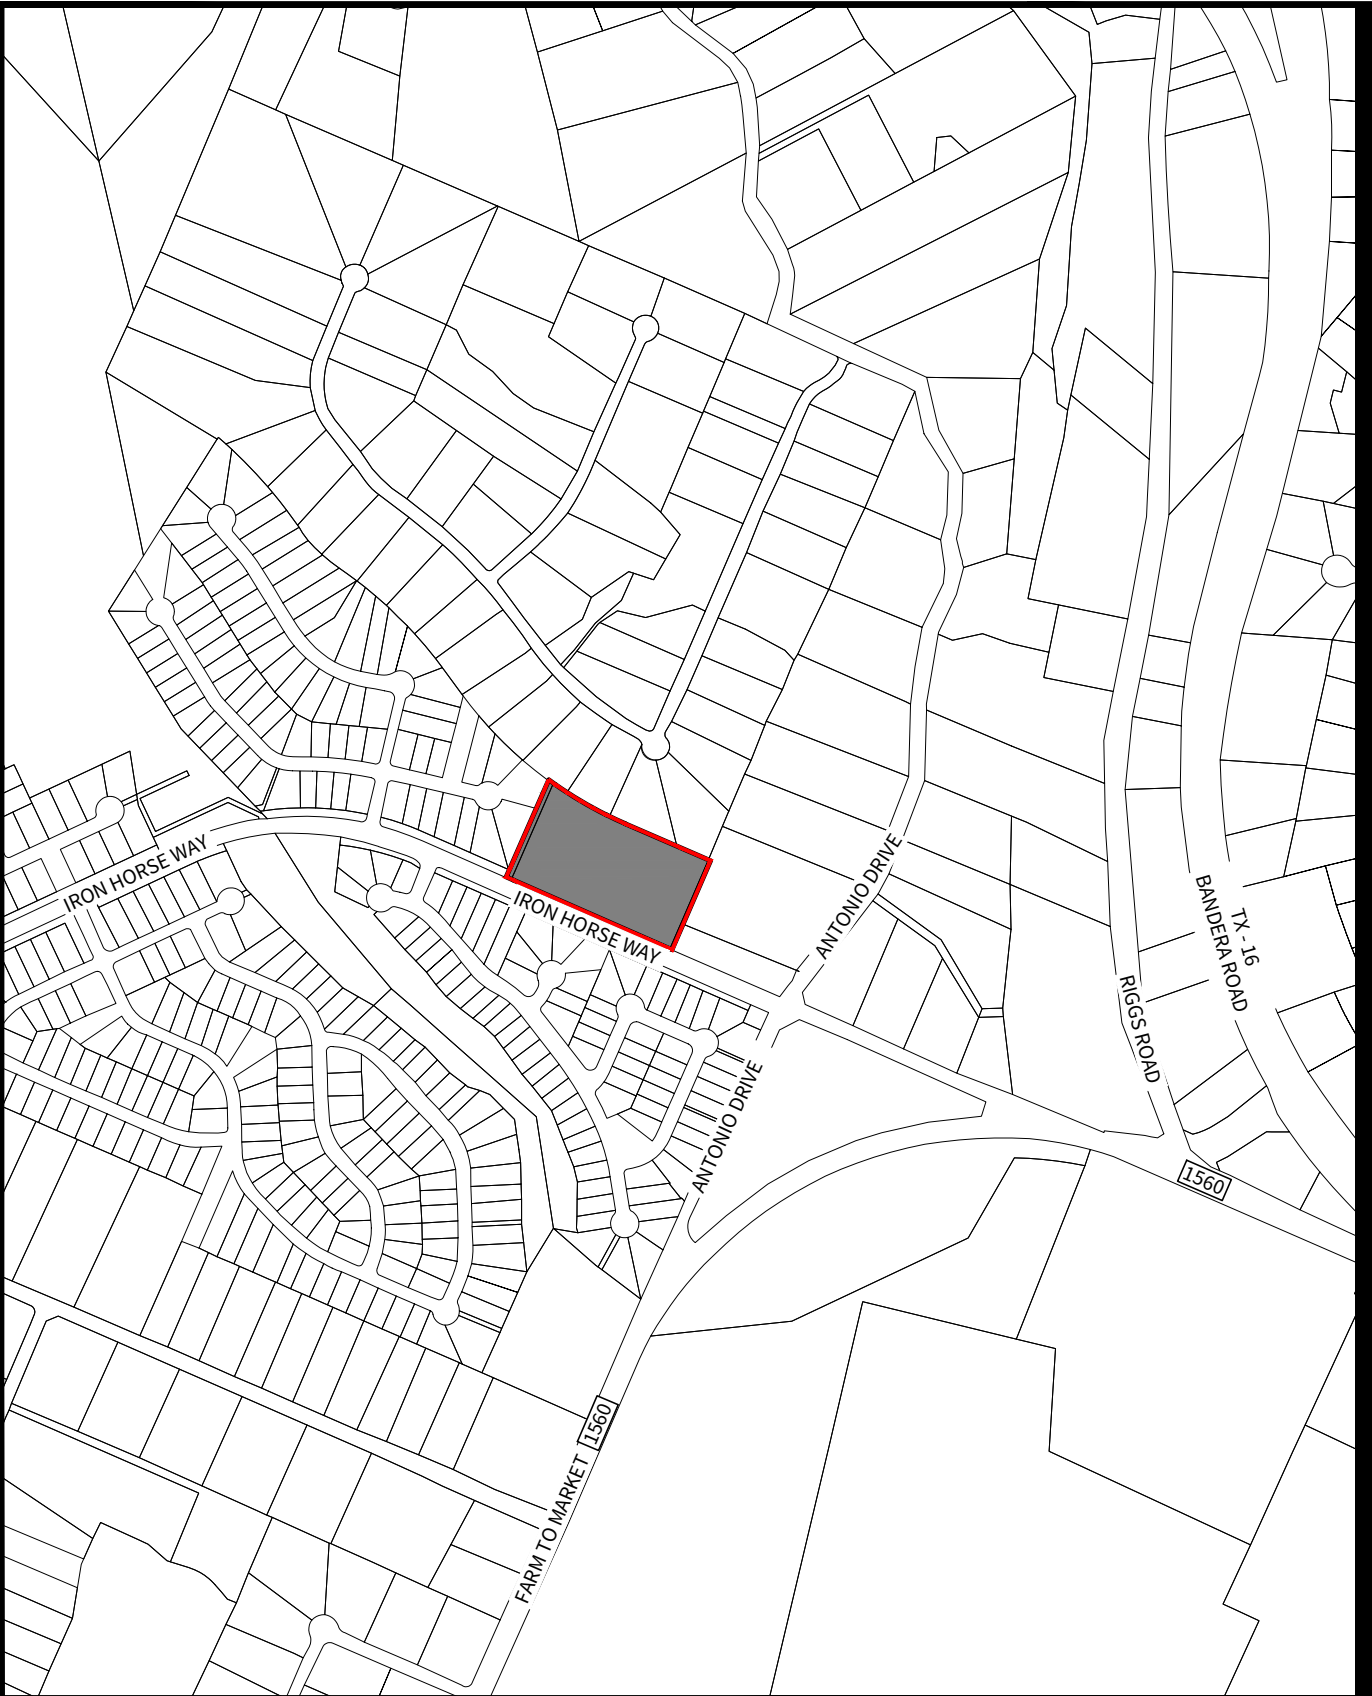 IRON HORSE WAY
ANTONIO DRIVE
TX - 16
BANDERA ROAD
IRON HORSE WAY
RIGGS ROAD
ANTONIO DRIVE
1560
1560
FARM TO MARKET